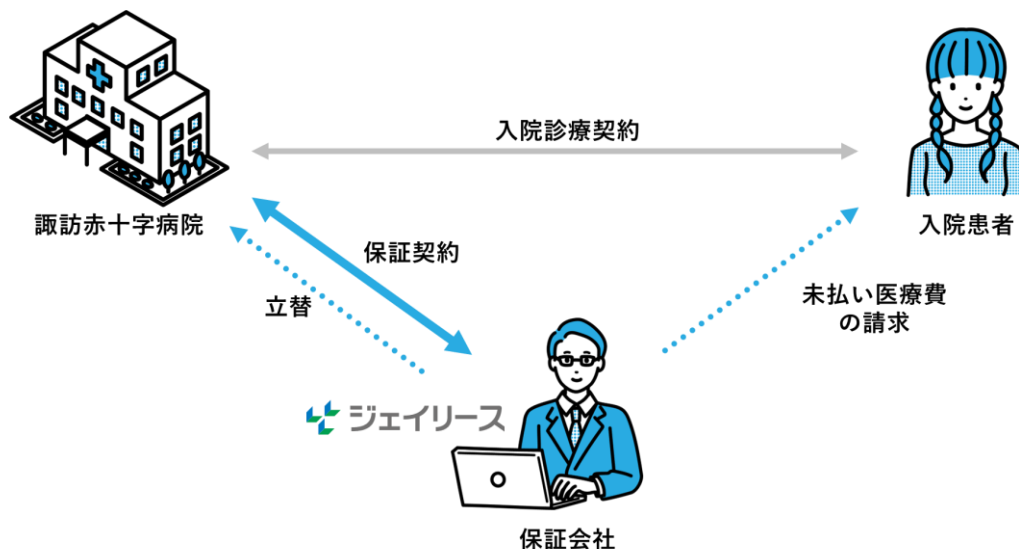 入院診療契約
諏訪赤十字病院
入院患者
保証契約
立替
未払い医療費
の請求
ジェイリース
保証会社